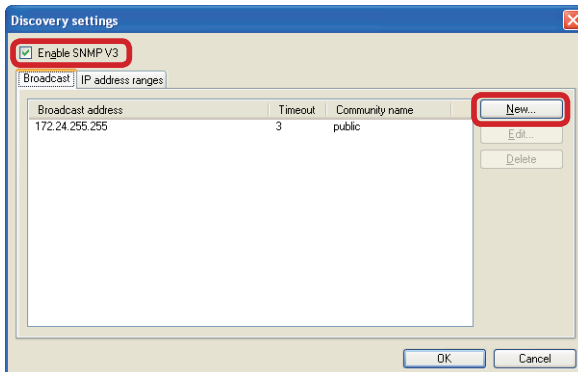 Discovery settings
Enable SNMP V3
Broadcast IP address ranges
Broadcast address Timeout Community name
172.24.255.255 3 public
New...
Edit...
Delete
OK Cancel